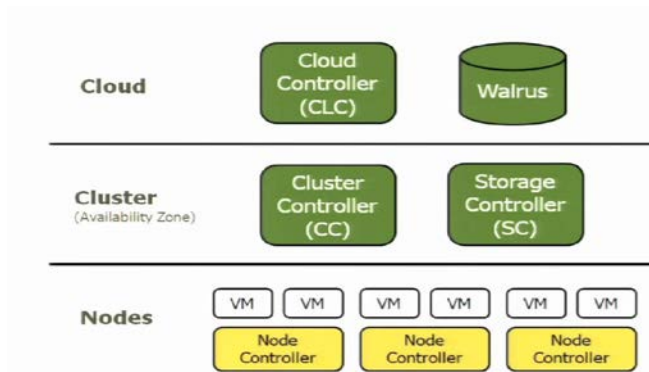 Cloud
Cloud
Controller
(CLC)
Walrus
Cluster
(Availability Zone)
Cluster
Controller
(CC)
Storage
Controller
(SC)
Nodes
VM
VM
VM
VM
VM
VM
Node
Controller
Node
Controller
Node
Controller